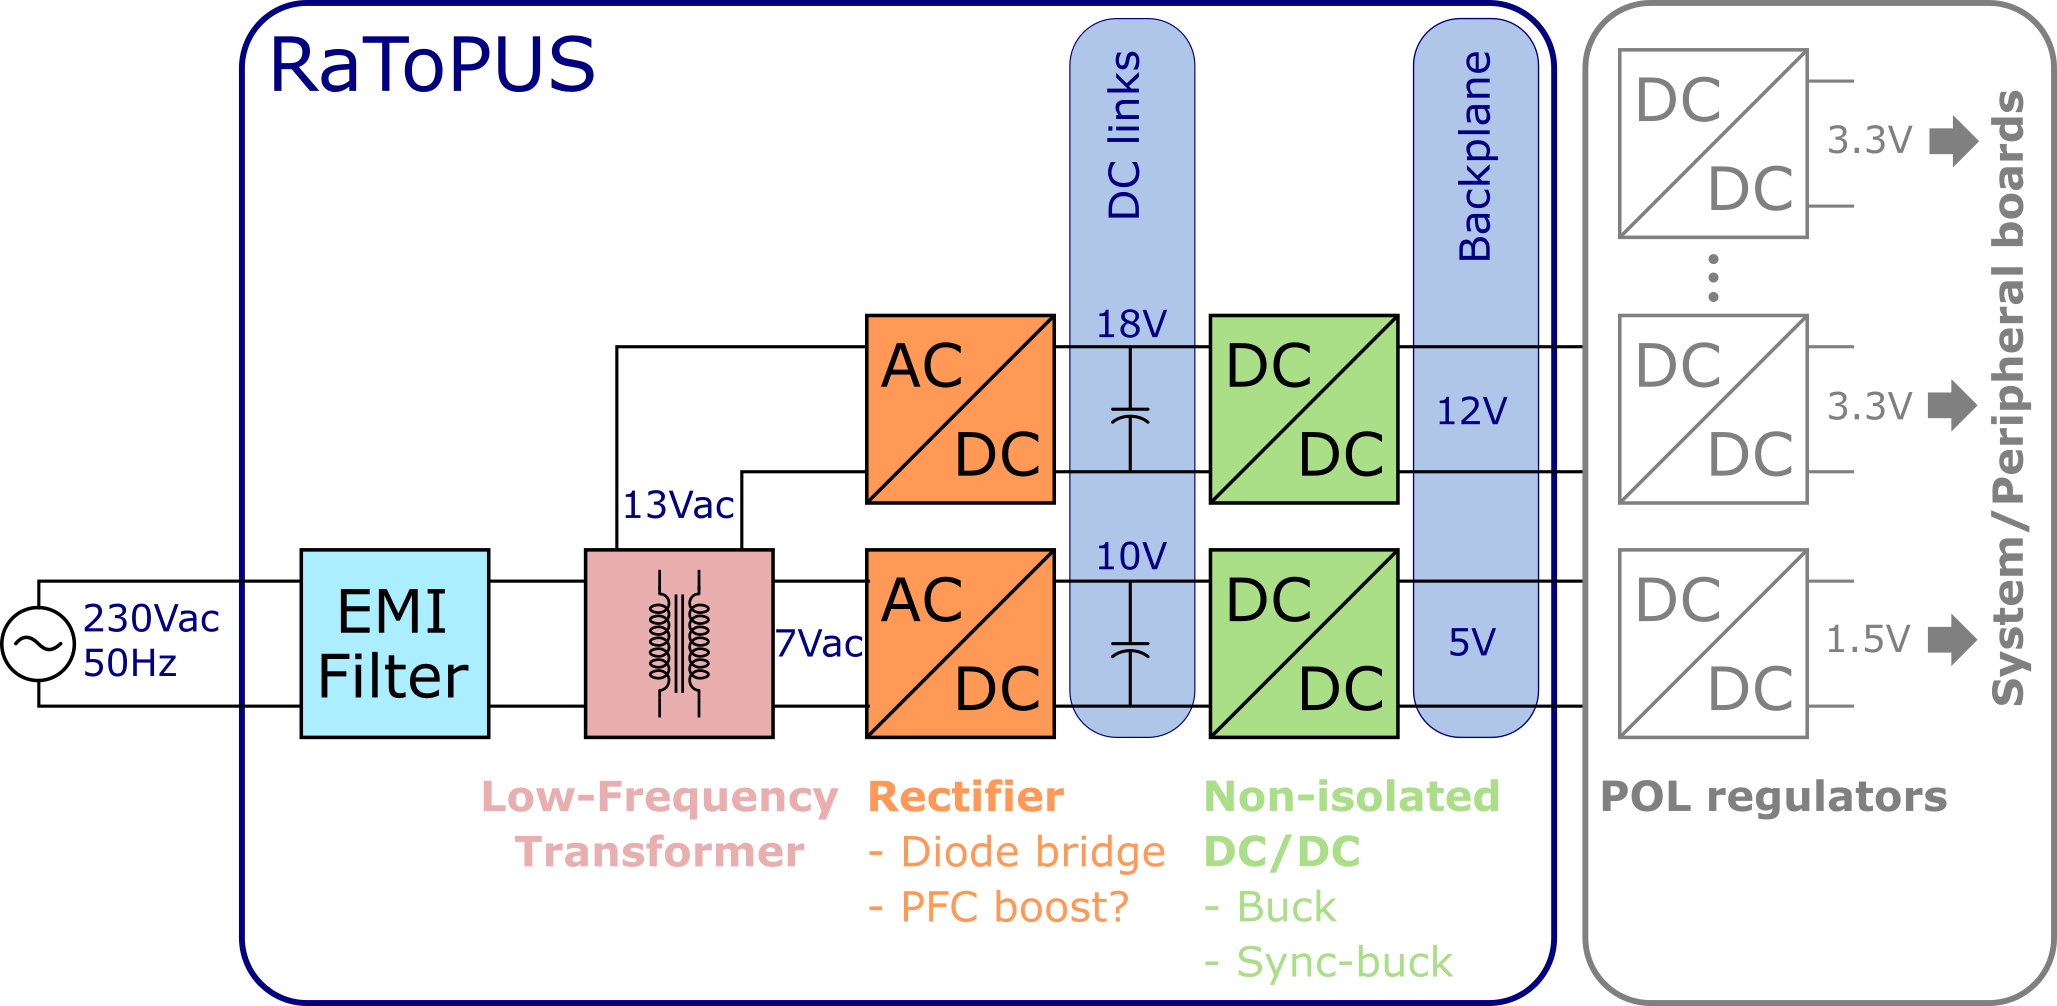 RaToPUS
DC links
Backplane
DC
DC
3.3V
System/Peripheral boards
18V
AC
DC
DC
DC
12V
DC
DC
3.3V
13Vac
10V
230Vac
50Hz
EMI
Filter
7Vac
AC
DC
DC
DC
5V
DC
DC
1.5V
Low-Frequency
Transformer
Rectifier
- Diode bridge
- PFC boost?
Non-isolated
DC/DC
- Buck
- Sync-buck
POL regulators